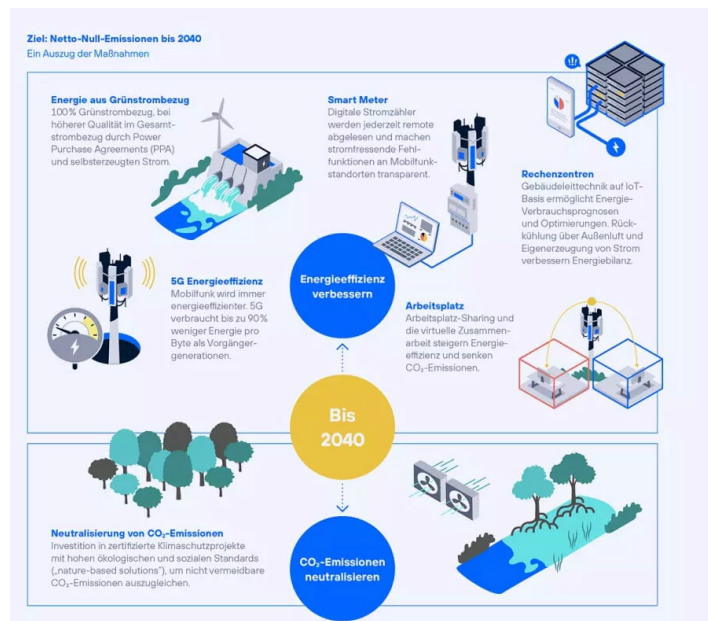 Ziel: Netto-Null-Emissionen bis 2040
Ein Auszug der Maßnahmen
Energie aus Grünstrombezug
100% Grünstrombezug, bei
höherer Qualität im Gesamt-
strombezug durch Power
Purchase Agreements (PPA)
und selbsterzeugten Strom.
Smart Meter
Digitale Stromzähler
werden jederzeit remote
abgelesen und machen
stromfressende Fehl-
funktionen an Mobilfunk-
standorten transparent.
Rechenzentren
Gebäudeleittechnik auf IoT-
Basis ermöglicht Energie-
Verbrauchsprognosen
und Optimierungen. Rück-
kühlung über Außenluft und
Eigenerzeugung von Strom
verbessern Energiebilanz.
5G Energieeffizienz
Mobilfunk wird immer
energieeffizienter. 5G
verbraucht bis zu 90%
weniger Energie pro
Byte als Vorgänger-
generationen.
Energieeffizienz
verbessern
Arbeitsplatz
Arbeitsplatz-Sharing und
die virtuelle Zusammen-
arbeit steigern Energie-
effizienz und senken
CO₂-Emissionen.
Bis
2040
Neutralisierung von CO₂-Emissionen
Investition in zertifizierte Klimaschutzprojekte
mit hohen ökologischen und sozialen Standards
(„nature-based solutions“), um nicht vermeidbare
CO₂-Emissionen auszugleichen.
CO₂-Emissionen
neutralisieren